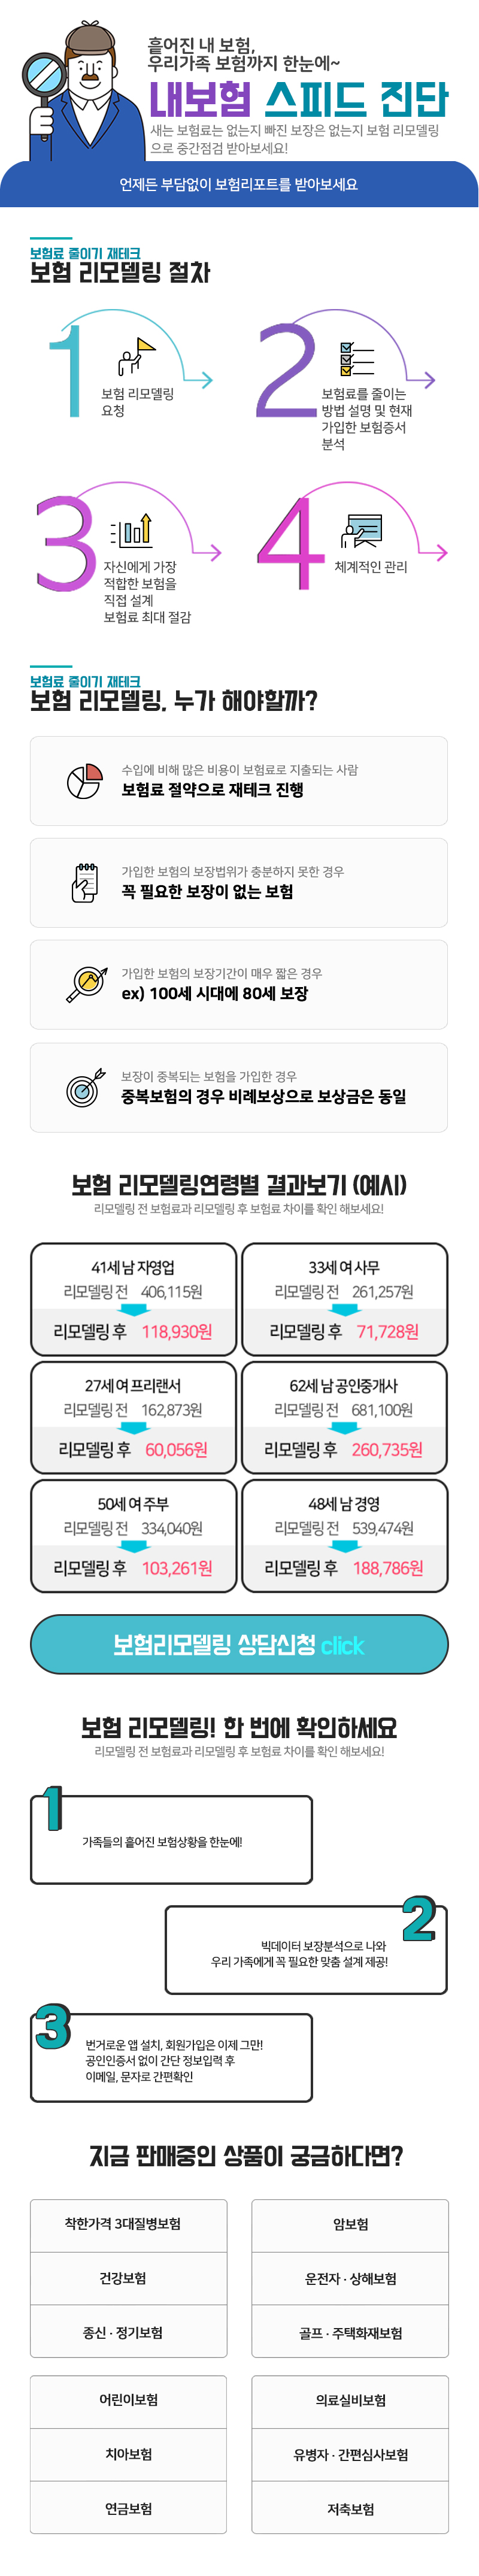 흩어진 내 보험,
우리가족 보험까지 한눈에~
내보험 스피드 진단
새는 보험료는 없는지 빠진 보장은 없는지 보험 리모델링
으로 중간점검 받아보세요!
언제든 부담없이 보험리포트를 받아보세요
보험료 줄이기 재테크
보험 리모델링 절차
1
보험 리모델링
요청
2
보험료를 줄이는
방법 설명 및 현재
가입한 보험증서
분석
3
자신에게 가장
적합한 보험을
직접 설계
보험료 최대 절감
4
체계적인 관리
보험료 줄이기 재테크
보험 리모델링, 누가 해야할까?
수입에 비해 많은 비용이 보험료로 지출되는 사람
보험료 절약으로 재테크 진행
가입한 보험의 보장법위가 충분하지 못한 경우
꼭 필요한 보장이 없는 보험
가입한 보험의 보장기간이 매우 짧은 경우
ex) 100세 시대에 80세 보장
보장이 중복되는 보험을 가입한 경우
중복보험의 경우 비례보상으로 보상금은 동일
보험 리모델링연령별 결과보기 (예시)
리모델링 전 보험료과 리모델링 후 보험료 차이를 확인 해보세요!
41세 남 자영업
리모델링 전 406,115원
리모델링 후 118,930원
33세 여 사무
리모델링 전 261,257원
리모델링 후 71,728원
27세 여 프리랜서
리모델링 전 162,873원
리모델링 후 60,056원
62세 남 공인중개사
리모델링 전 681,100원
리모델링 후 260,735원
50세 여 주부
리모델링 전 334,040원
리모델링 후 103,261원
48세 남 경영
리모델링 전 539,474원
리모델링 후 188,786원
보험리모델링 상담신청 click
보험 리모델링! 한 번에 확인하세요
리모델링 전 보험료과 리모델링 후 보험료 차이를 확인 해보세요!
1
가족들의 흩어진 보험상황을 한눈에!
2
빅데이터 보장분석으로 나와
우리 가족에게 꼭 필요한 맞춤 설계 제공!
3
번거로운 앱 설치, 회원가입은 이제 그만!
공인인증서 없이 간단 정보입력 후
이메일, 문자로 간편확인
지금 판매중인 상품이 궁금하다면?
착한가격 3대질병보험
건강보험
종신 · 정기보험
암보험
운전자 · 상해보험
골프 · 주택화재보험
어린이보험
치아보험
연금보험
의료실비보험
유병자 · 간편심사보험
저축보험